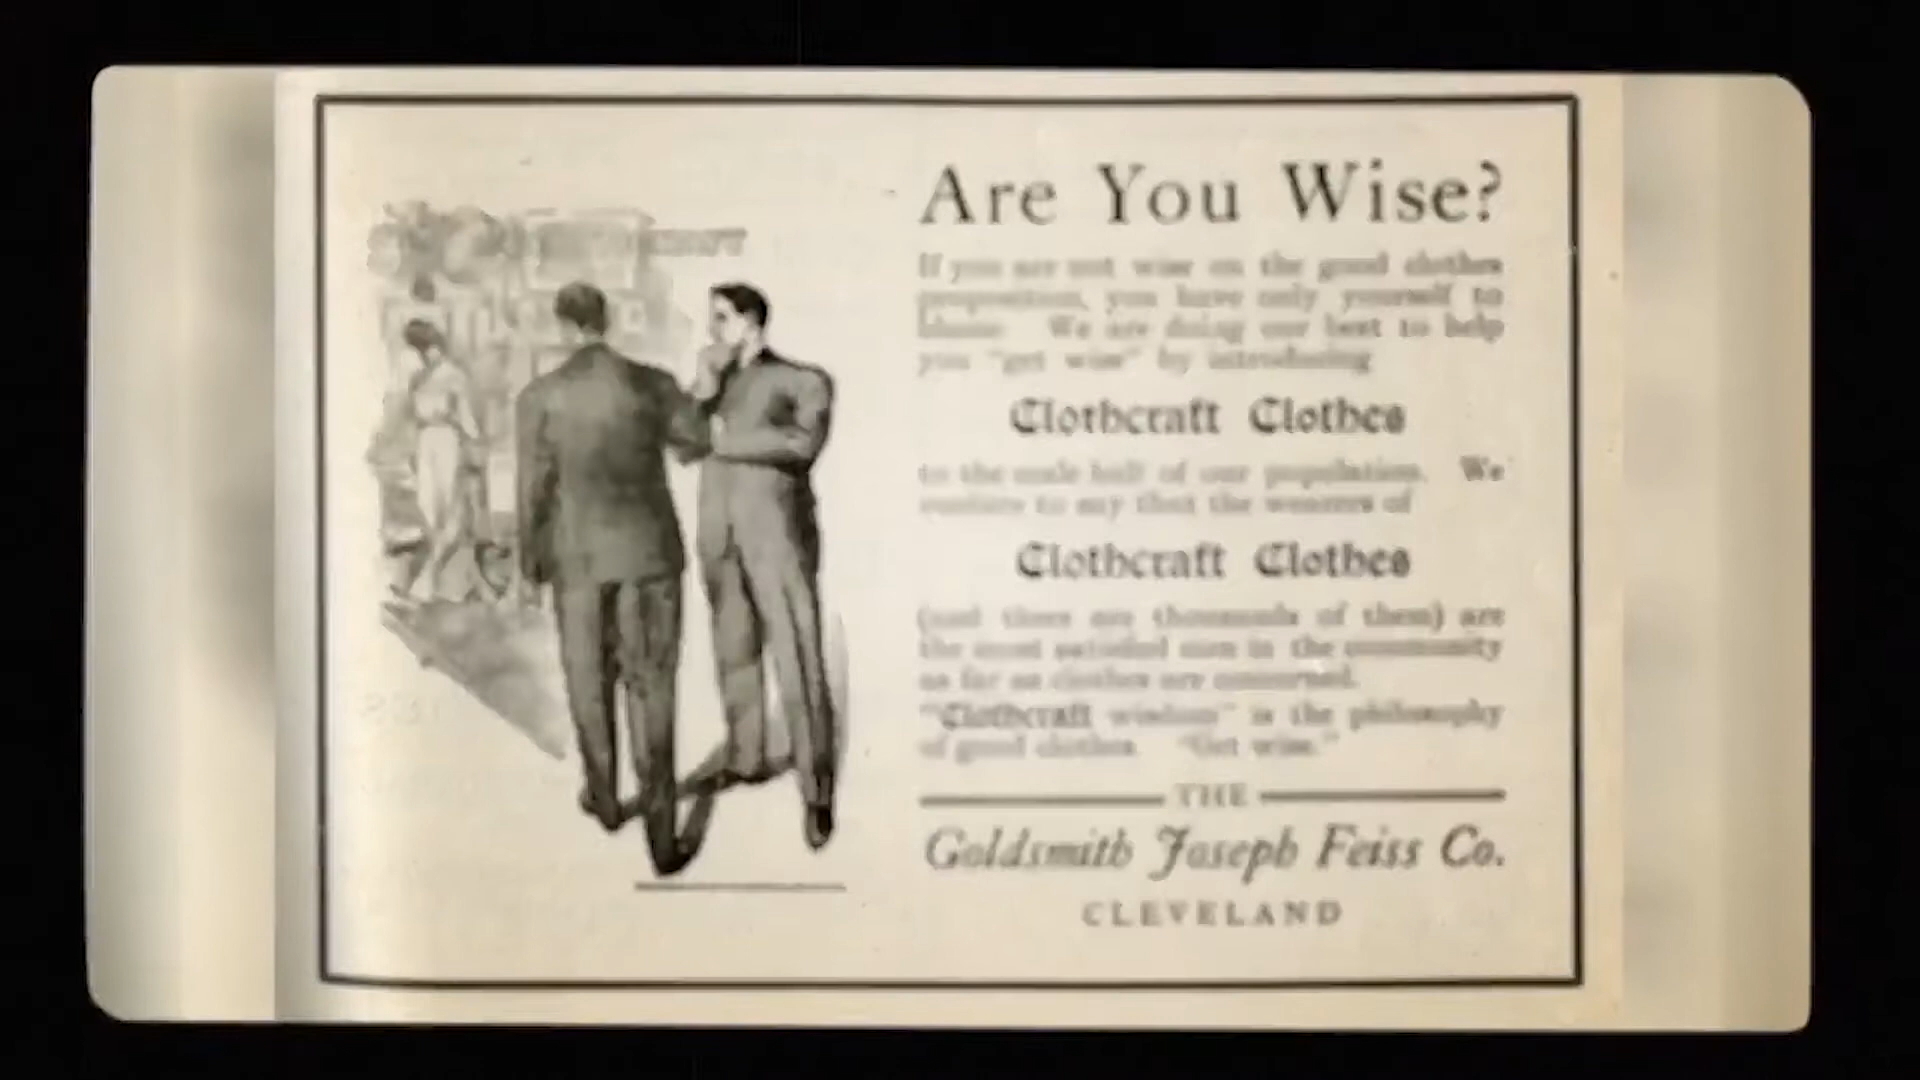 Are You Wise?
If you are not wise on the good clothes
proposition, you have only yourself to
blame. We are doing our best to help
you "get wise" by introducing
Clothcraft Clothes
to the male half of our population. We
venture to say that the wearers of
Clothcraft Clothes
(and there are thousands of them) are
the most satisfied men in the community
as far as clothes are concerned.
"Clothcraft wisdom" is the philosophy
of good clothes. "Get wise."
THE
Goldsmith Joseph Feiss Co.
CLEVELAND